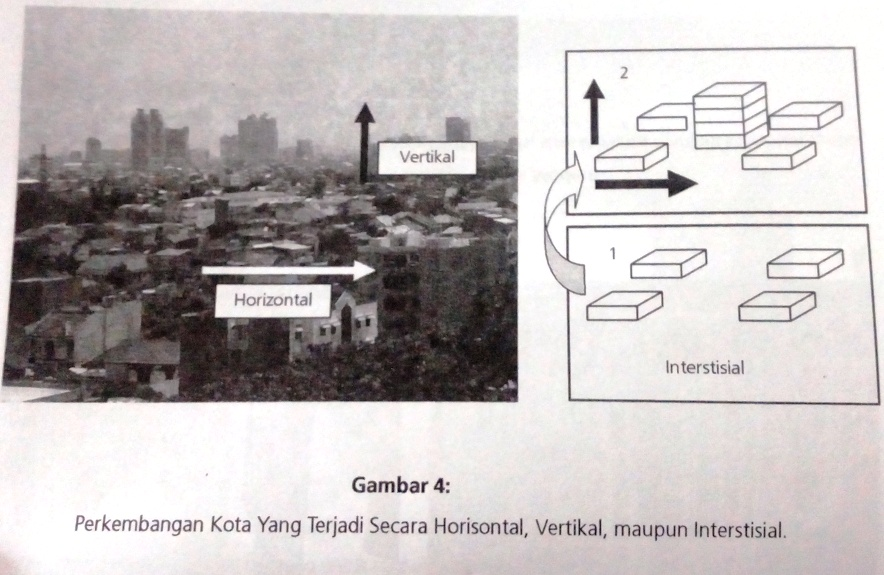 Vertikal
Horizontal
2
1
Interstisial
Gambar 4:
Perkembangan Kota Yang Terjadi Secara Horisontal, Vertikal, maupun Interstisial.